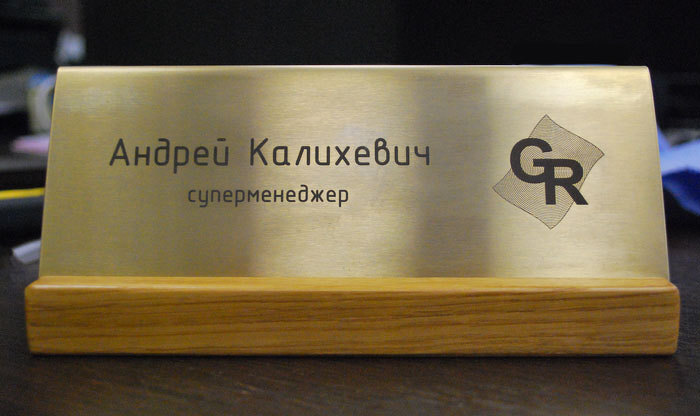 Андрей Калихевич
суперменеджер
GR